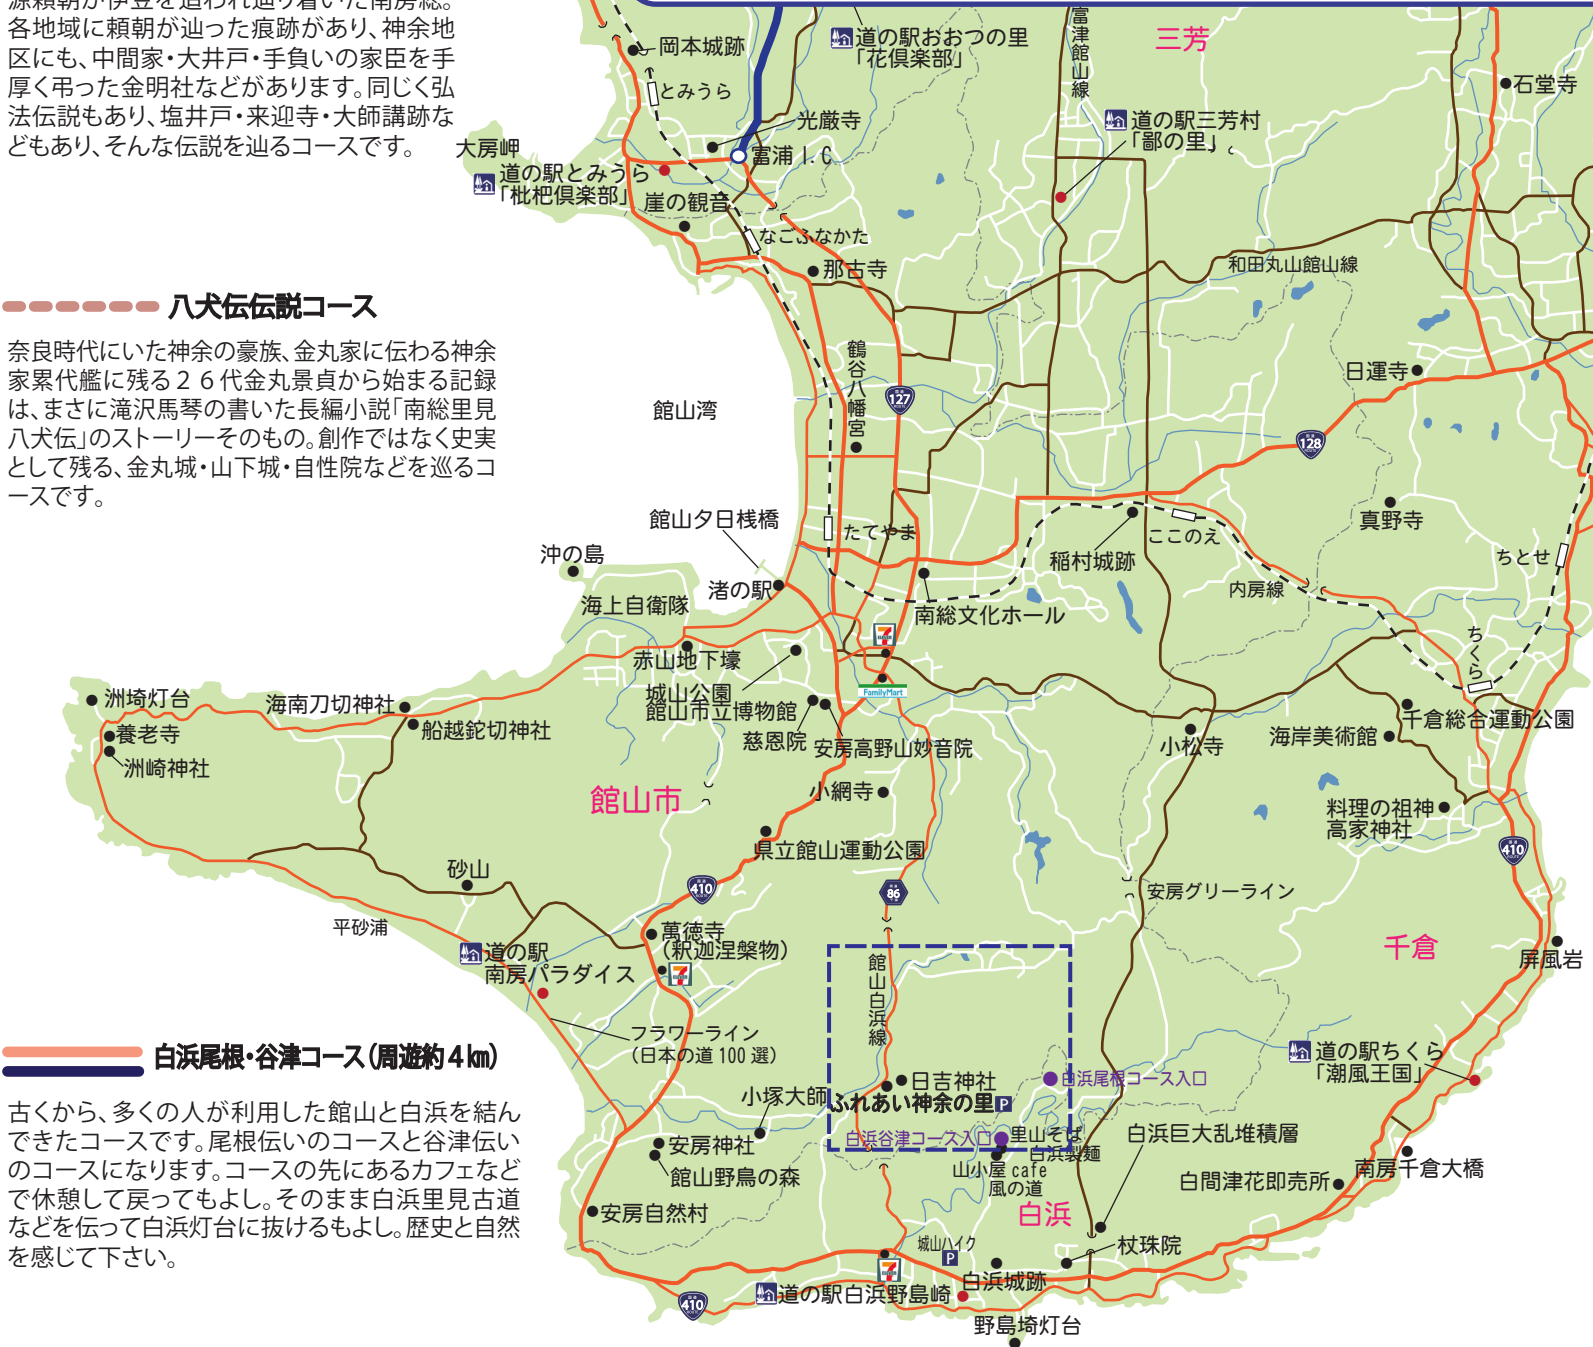 源頼朝が伊豆を追われ辿り着いた南房総。
各地域に頼朝が辿った痕跡があり、神余地
区にも、中間家・大井戸・手負いの家臣を手
厚く弔った金明社などがあります。同じく弘
法伝説もあり、塩井戸・来迎寺・大師講跡な
どもあり、そんな伝説を辿るコースです。
八犬伝伝説コース
奈良時代にいた神余の豪族、金丸家に伝わる神余
家累代艦に残る26代金丸景貞から始まる記録
は、まさに滝沢馬琴の書いた長編小説「南総里見
八犬伝」のストーリーそのもの。創作ではなく史実
として残る、金丸城・山下城・自性院などを巡るコ
ースです。
白浜尾根・谷津コース（周遊約4㎞）
古くから、多くの人が利用した館山と白浜を結ん
できたコースです。尾根伝いのコースと谷津伝い
のコースになります。コースの先にあるカフェなど
で休憩して戻ってもよし。そのまま白浜里見古道
などを伝って白浜灯台に抜けるもよし。歴史と自然
を感じて下さい。
岡本城跡
とみうら
道の駅おおつの里
「花倶楽部」
富津館山線
三芳
石堂寺
光厳寺
道の駅三芳村
「鄙の里」
大房岬
富浦 I.C
道の駅とみうら
「枇杷倶楽部」
崖の観音
なごふなかた
那古寺
和田丸山館山線
鶴谷八幡宮
127
日運寺
館山湾
128
真野寺
館山夕日桟橋
たてやま
ここのえ
稲村城跡
ちとせ
沖の島
渚の駅
内房線
海上自衛隊
南総文化ホール
赤山地下壕
ちくら
城山公園
館山市立博物館
FamilyMart
洲埼灯台
海南刀切神社
船越鉈切神社
養老寺
洲崎神社
慈恩院
安房高野山妙音院
小松寺
海岸美術館
千倉総合運動公園
館山市
小網寺
料理の祖神
高家神社
県立館山運動公園
410
砂山
410
86
安房グリーライン
平砂浦
萬徳寺
（釈迦涅槃物）
千倉
屏風岩
道の駅
南房パラダイス
館山白浜線
フラワーライン
（日本の道100選）
道の駅ちくら
「潮風王国」
日吉神社
白浜尾根コース入口
小塚大師
ふれあい神余の里
P
白浜谷津コース入口
里山そば
白浜製麺
白浜巨大乱堆積層
安房神社
館山野鳥の森
山小屋cafe
風の道
南房千倉大橋
白間津花即売所
安房自然村
白浜
城山ハイク
P
杖珠院
白浜城跡
道の駅白浜野島崎
410
野島埼灯台